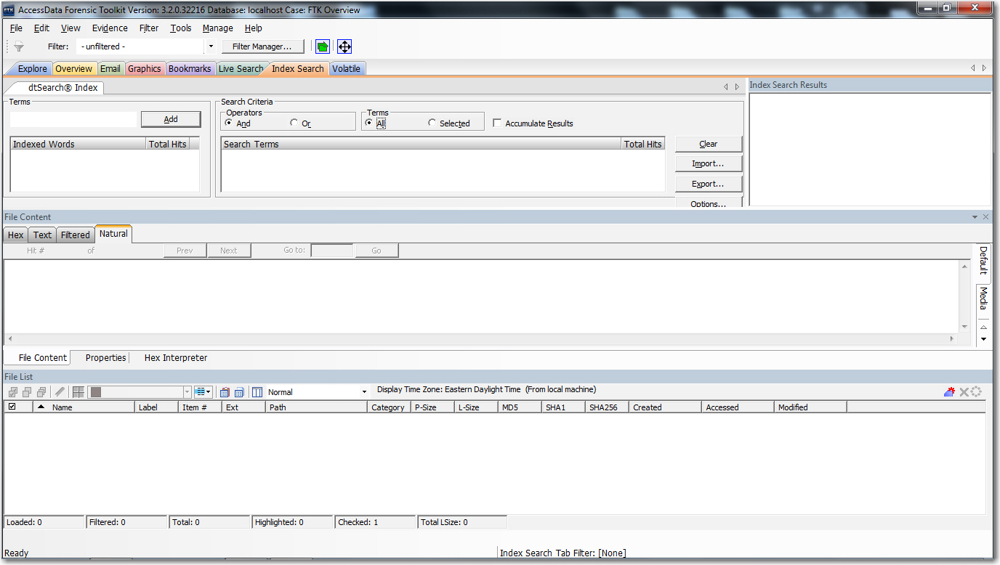 FTK AccessData Forensic Toolkit Version: 3.2.0.32216 Database: localhost Case: FTK Overview
File Edit View Evidence Filter Tools Manage Help
Filter: - unfiltered - Filter Manager...
Explore Overview Email Graphics Bookmarks Live Search Index Search Volatile
dtSearch® Index
Index Search Results
Terms
Add
Indexed Words Total Hits
Search Criteria
Operators
And Or
Terms
All Selected
Accumulate Results
Search Terms Total Hits
Clear
Import...
Export...
Options...
File Content
Hex Text Filtered Natural
Hit # of Prev Next Go to: Go
Default
Media
File Content Properties Hex Interpreter
File List
Normal Display Time Zone: Eastern Daylight Time (From local machine)
Name Label Item # Ext Path Category P-Size L-Size MD5 SHA1 SHA256 Created Accessed Modified
Loaded: 0 Filtered: 0 Total: 0 Highlighted: 0 Checked: 1 Total LSize: 0
Ready Index Search Tab Filter: [None]